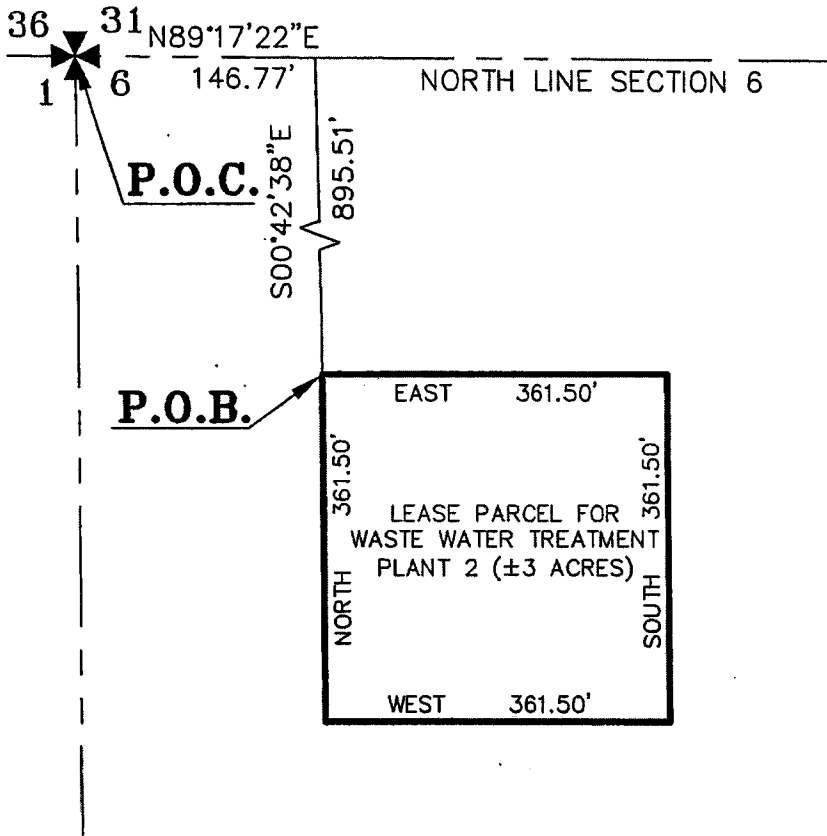 36 31 N89°17'22"E
1 6 146.77' NORTH LINE SECTION 6
P.O.C.
S00°42'38"E
895.51'
P.O.B.
EAST 361.50'
NORTH 361.50'
LEASE PARCEL FOR
WASTE WATER TREATMENT
PLANT 2 (±3 ACRES)
SOUTH 361.50'
WEST 361.50'